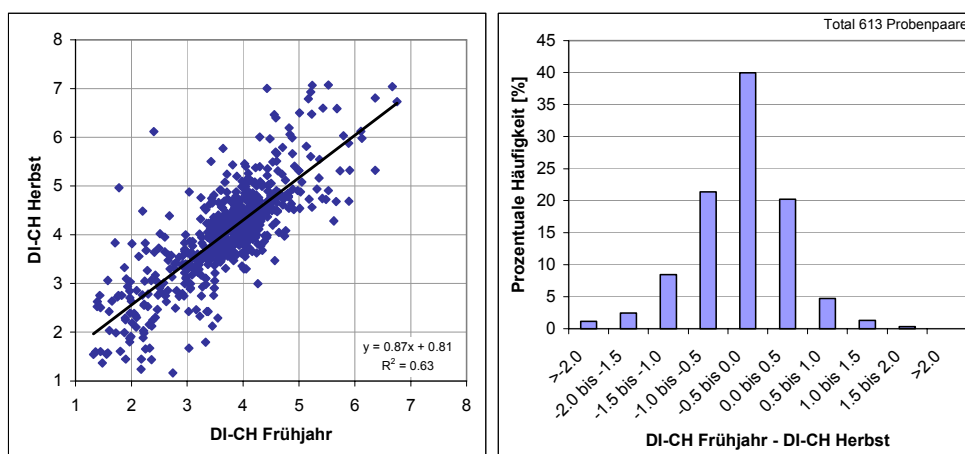 8
7
6
5
4
3
2
1
DI-CH Herbst
y = 0.87x + 0.81
R² = 0.63
1 2 3 4 5 6 7 8
DI-CH Frühjahr
Total 613 Probenpaare
45
40
35
30
25
20
15
10
5
0
Prozentuale Häufigkeit [%]
>-2.0
-2.0 bis -1.5
-1.5 bis -1.0
-1.0 bis -0.5
-0.5 bis 0.0
0.0 bis 0.5
0.5 bis 1.0
1.0 bis 1.5
1.5 bis 2.0
>2.0
DI-CH Frühjahr - DI-CH Herbst